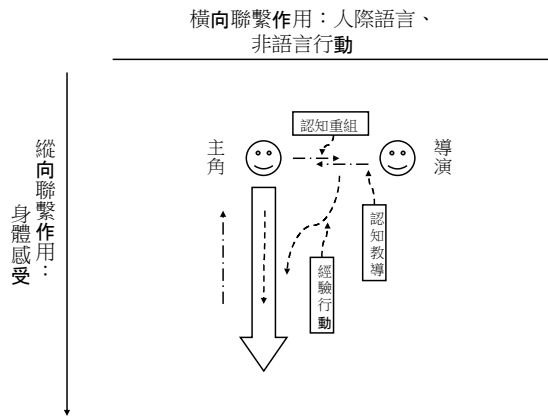 橫向聯繫作用：人際語言、
非語言行動
認知重組
主角
導演
縱向聯繫作用：
身體感受
認知教導
經驗行動